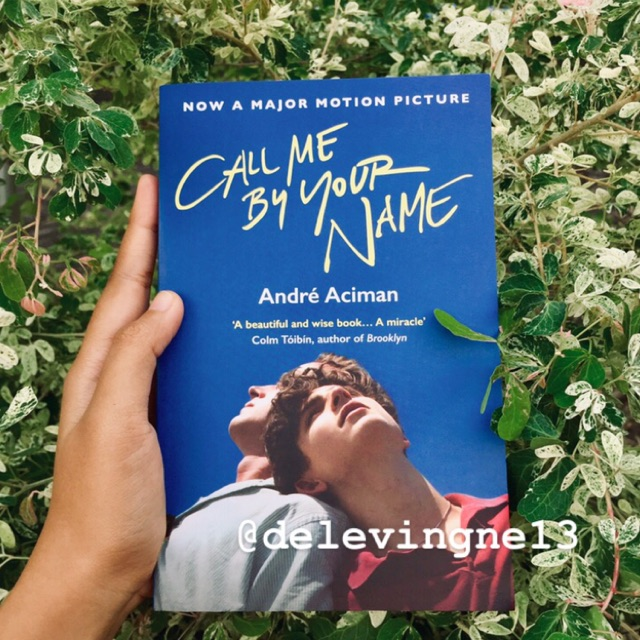 NOW A MAJOR MOTION PICTURE
CALL ME
BY YOUR
NAME
André Aciman
'A beautiful and wise book... A miracle'
Colm Tóibín, author of Brooklyn
@delevingne13